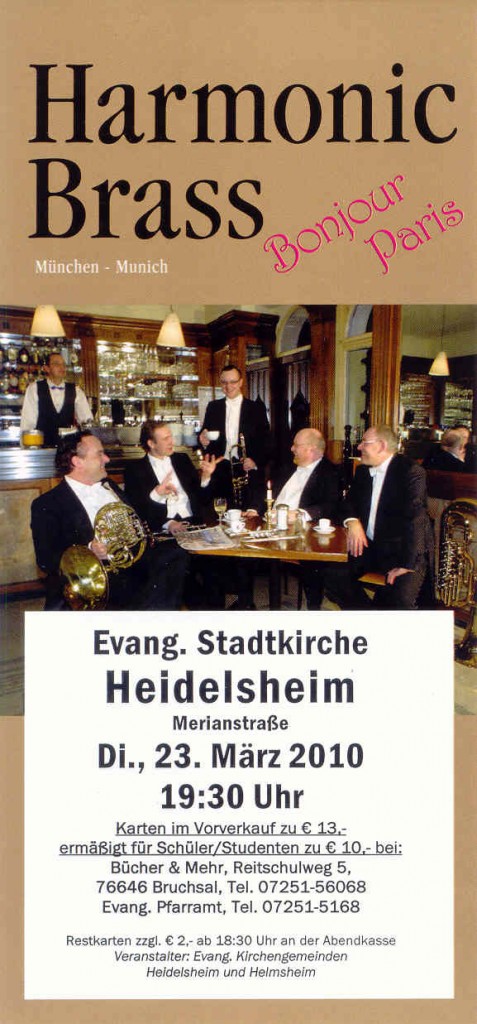 Harmonic
Brass
Bonjour
Paris
München - Munich
Evang. Stadtkirche
Heidelsheim
Merianstraße
Di., 23. März 2010
19:30 Uhr
Karten im Vorverkauf zu € 13,-
ermäßigt für Schüler/Studenten zu € 10,- bei:
Bücher & Mehr, Reitschulweg 5,
76646 Bruchsal, Tel. 07251-56068
Evang. Pfarramt, Tel. 07251-5168
Restkarten zzgl. € 2,- ab 18:30 Uhr an der Abendkasse
Veranstalter: Evang. Kirchengemeinden
Heidelsheim und Helmsheim